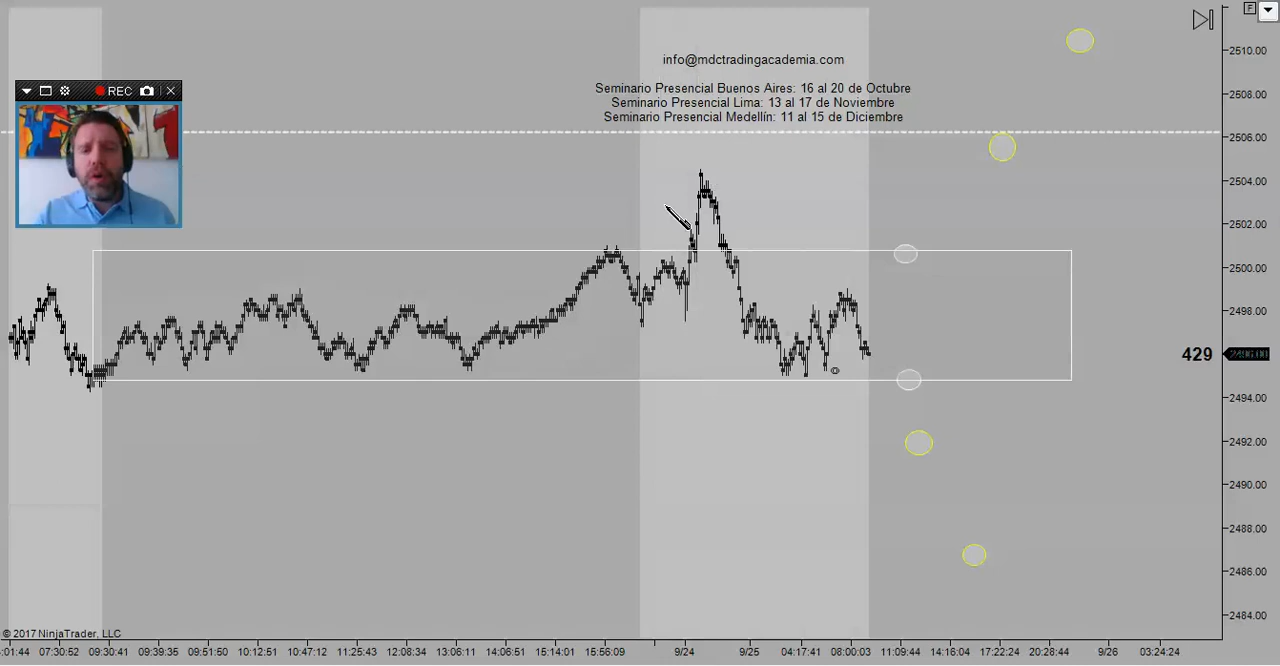 F
2510.00
info@mdctradingacademia.com
REC
Seminario Presencial Buenos Aires: 16 al 20 de Octubre
2508.00
Seminario Presencial Lima: 13 al 17 de Noviembre
Seminario Presencial Medellín: 11 al 15 de Diciembre
2506.00
2504.00
2502.00
2500.00
2498.00
429
2494.00
2492.00
2490.00
2488.00
2486.00
2484.00
© 2017 NinjaTrader, LLC
:01:44 07:30:52 09:30:41 09:39:35 09:51:50 10:12:51 10:47:12 11:25:43 12:08:34 13:06:11 14:06:51 15:14:01 15:56:09 9/24 9/25 04:17:41 08:00:03 11:09:44 14:16:04 17:22:24 20:28:44 9/26 03:24:24